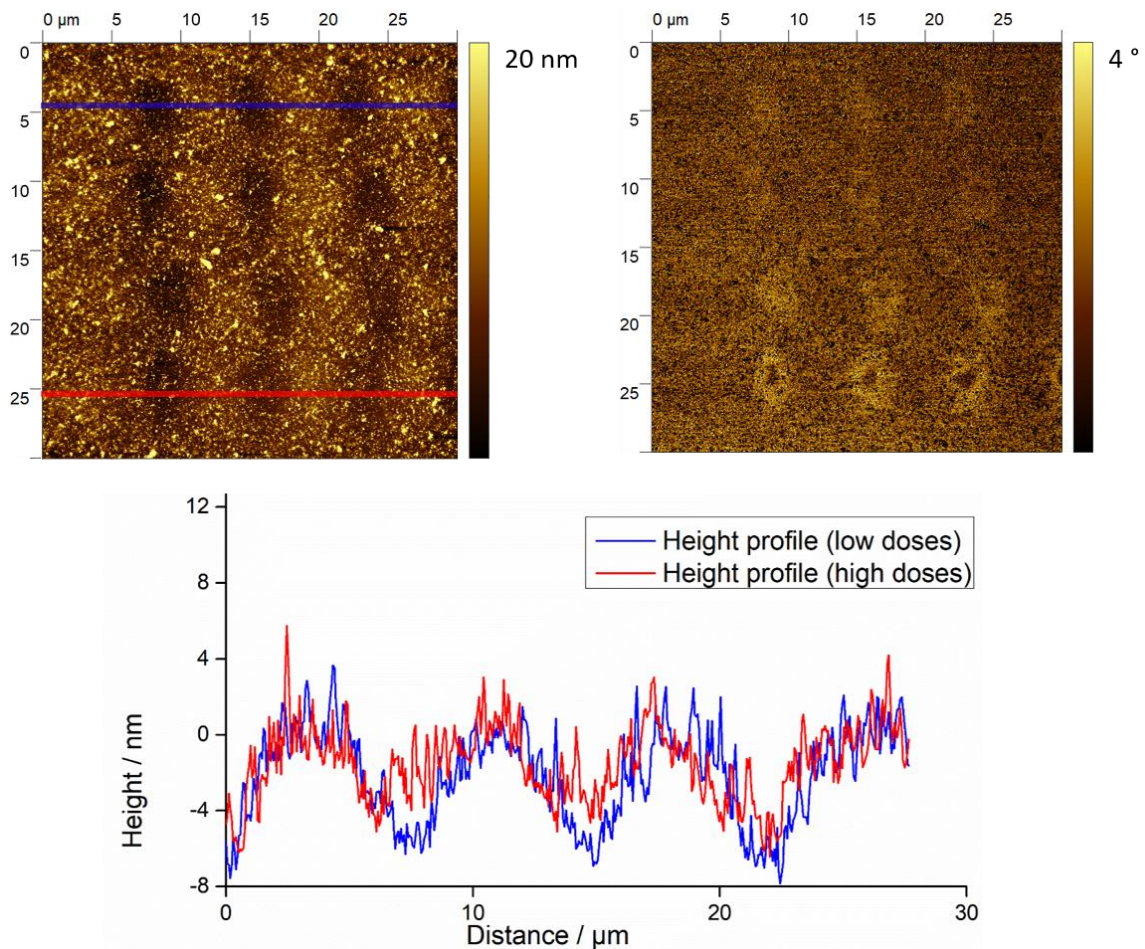 0 µm 5 10 15 20 25
0
5
10
15
20
25
20 nm
0 µm 5 10 15 20 25
0
5
10
15
20
25
4 °
12
8
4
0
-4
-8
Height / nm
Height profile (low doses)
Height profile (high doses)
0 10 20 30
Distance / µm